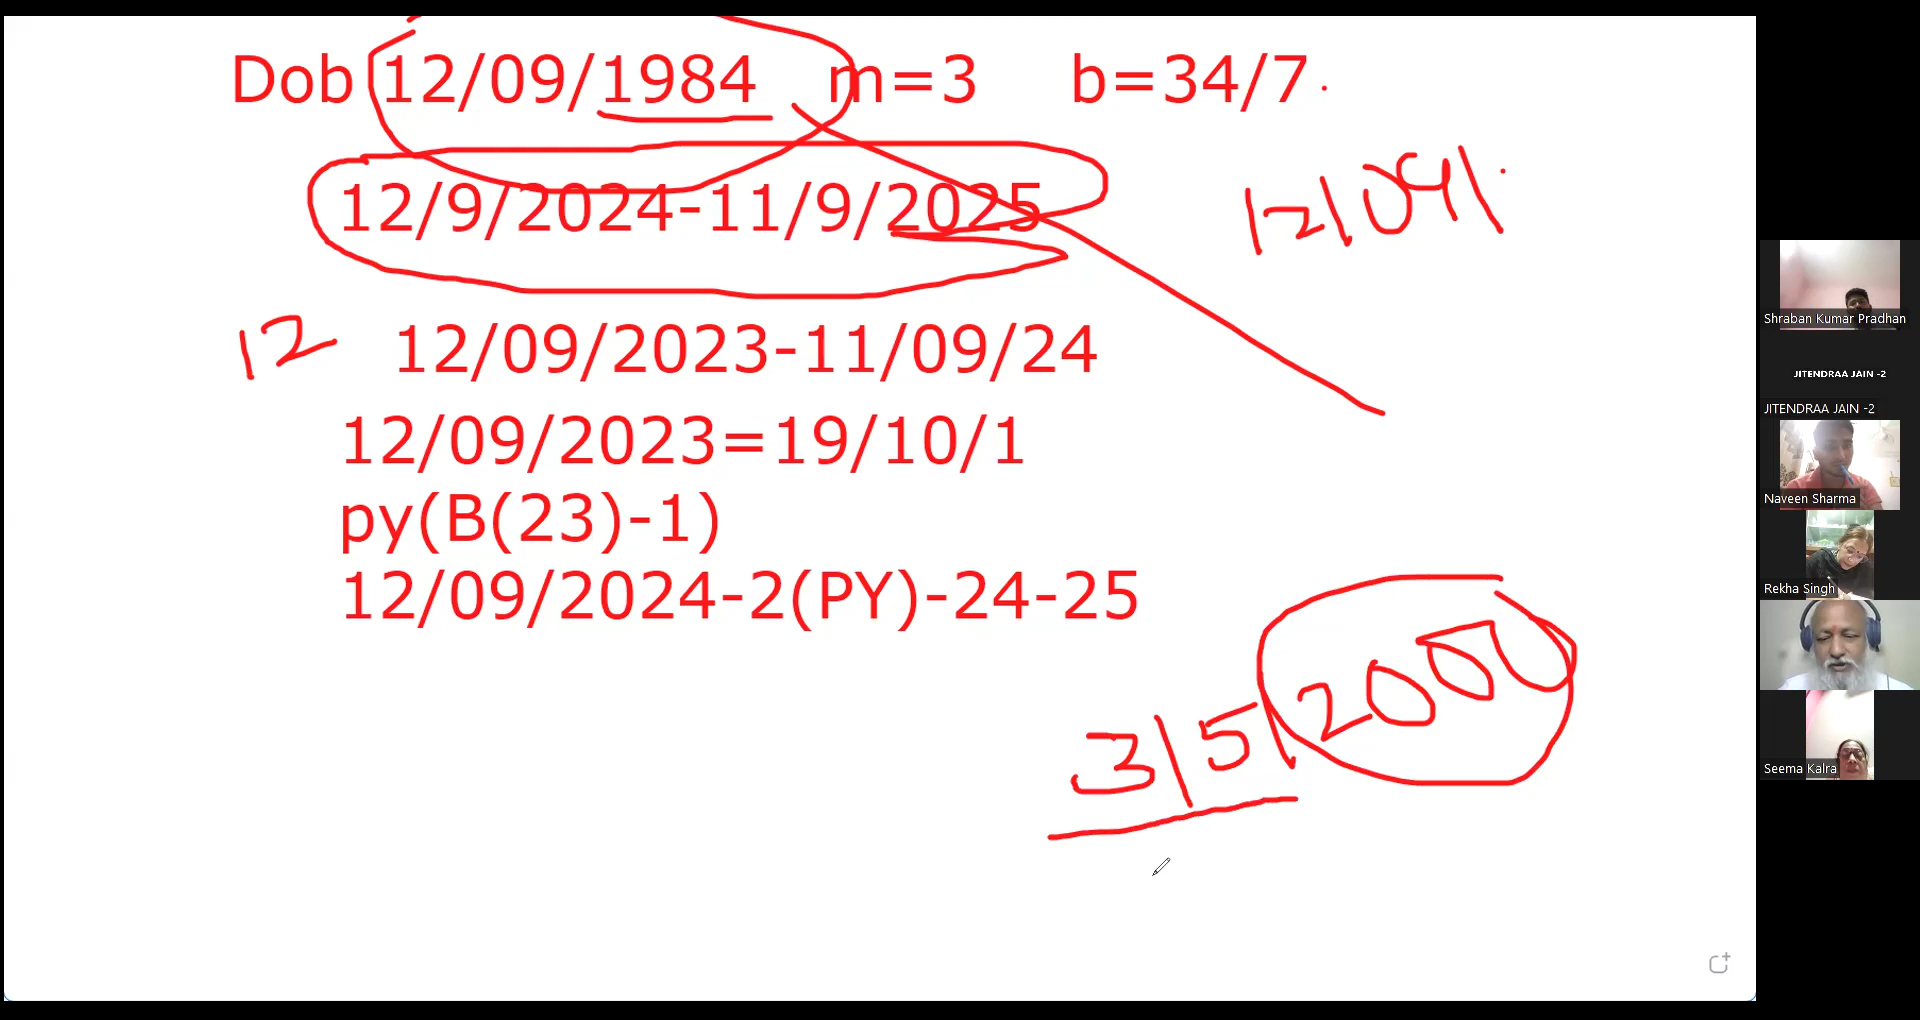 Dob 12/09/1984 m=3 b=34/7
12/9/2024-11/9/2025
12/09/
12 12/09/2023-11/09/24
12/09/2023=19/10/1
py(B(23)-1)
12/09/2024-2(PY)-24-25
3/5/2000
Shraban Kumar Pradhan
JITENDRAA JAIN -2
JITENDRAA JAIN -2
Naveen Sharma
Rekha Singh
Seema Kalra